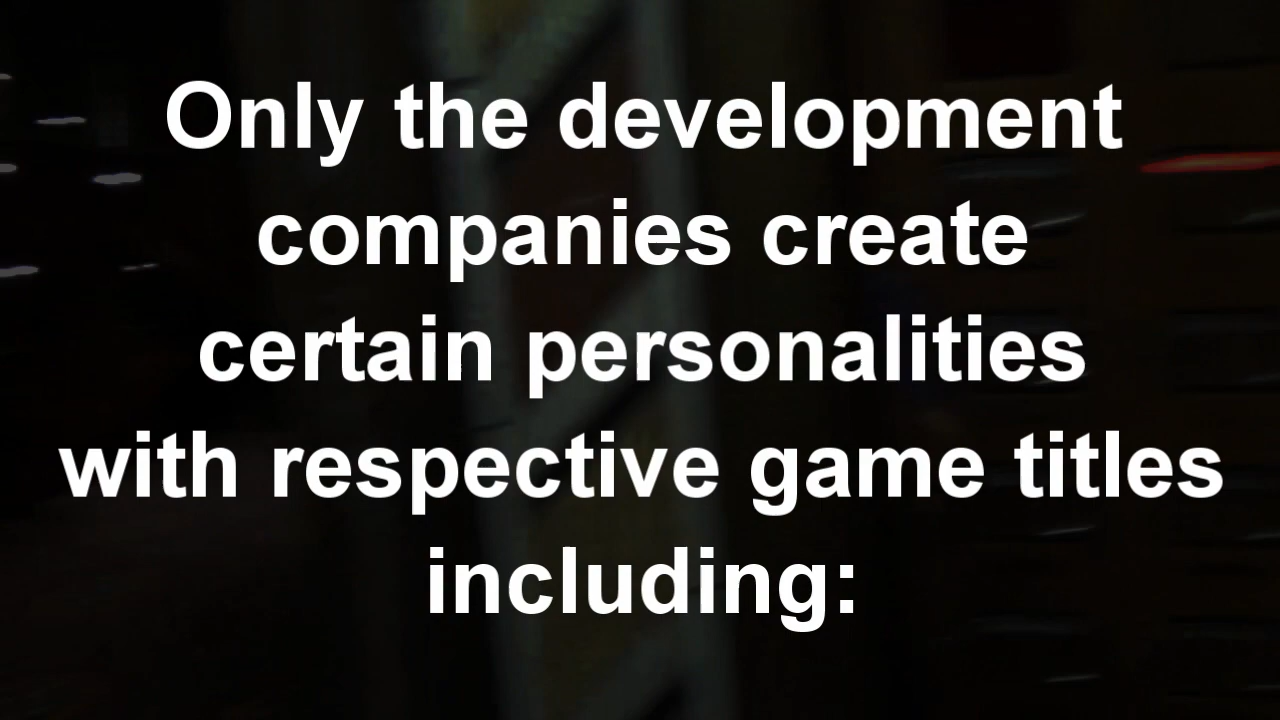 Only the development
companies create
certain personalities
with respective game titles
including: